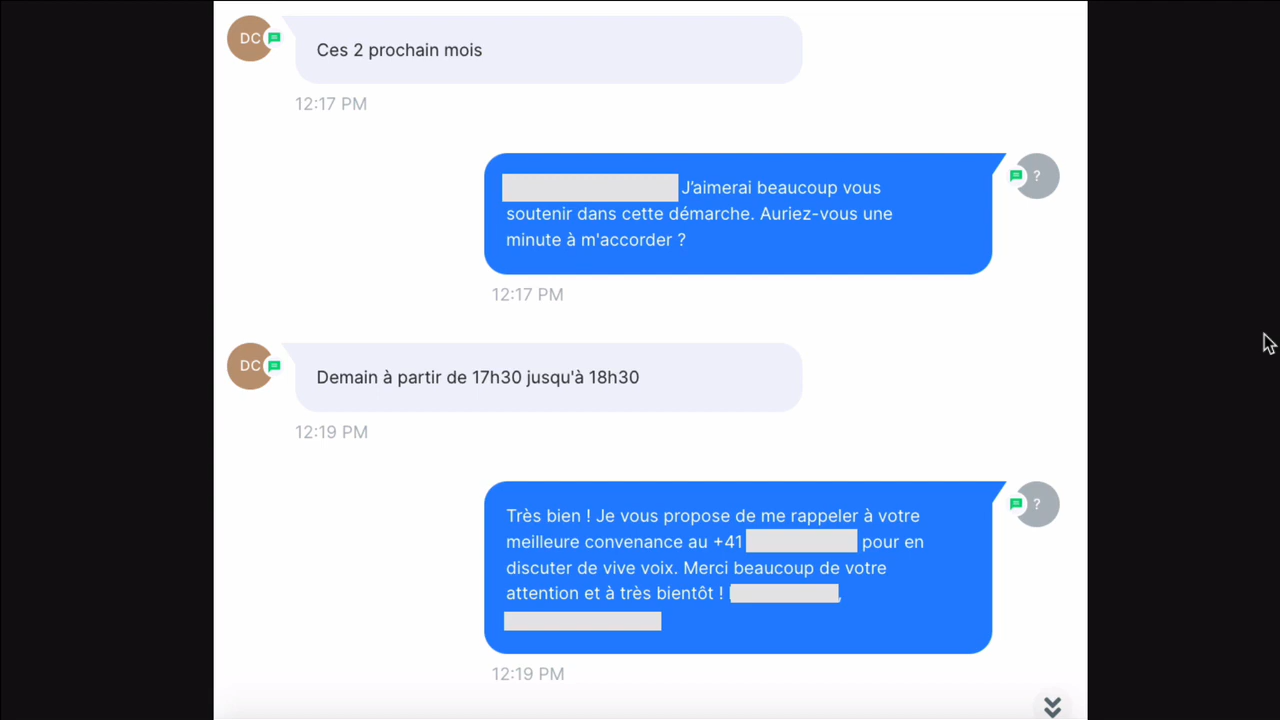 DC
Ces 2 prochain mois
12:17 PM
J'aimerai beaucoup vous
soutenir dans cette démarche. Auriez-vous une
minute à m'accorder ?
?
12:17 PM
DC
Demain à partir de 17h30 jusqu'à 18h30
12:19 PM
Très bien ! Je vous propose de me rappeler à votre
meilleure convenance au +41 pour en
discuter de vive voix. Merci beaucoup de votre
attention et à très bientôt ! ,
?
12:19 PM